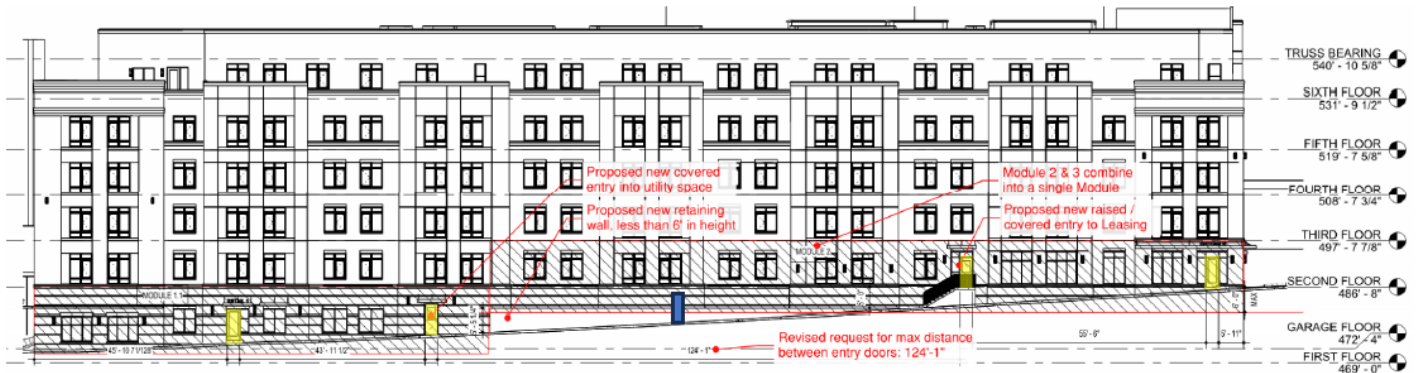 TRUSS BEARING
540' - 10 5/8"
SIXTH FLOOR
531' - 9 1/2"
FIFTH FLOOR
519' - 7 5/8"
Proposed new covered
entry into utility space
Module 2 & 3 combine
into a single Module
FOURTH FLOOR
508' - 7 3/4"
Proposed new retaining
wall, less than 6' in height
Proposed new raised /
covered entry to Leasing
THIRD FLOOR
497' - 7 7/8"
MODULE 2
SECOND FLOOR
486' - 8"
MODULE 1.1
MAX
GARAGE FLOOR
472' - 4"
Revised request for max distance
between entry doors: 124'-1"
43' - 11 1/2"
124' - 1"
55' - 6"
5' - 11"
FIRST FLOOR
469' - 0"